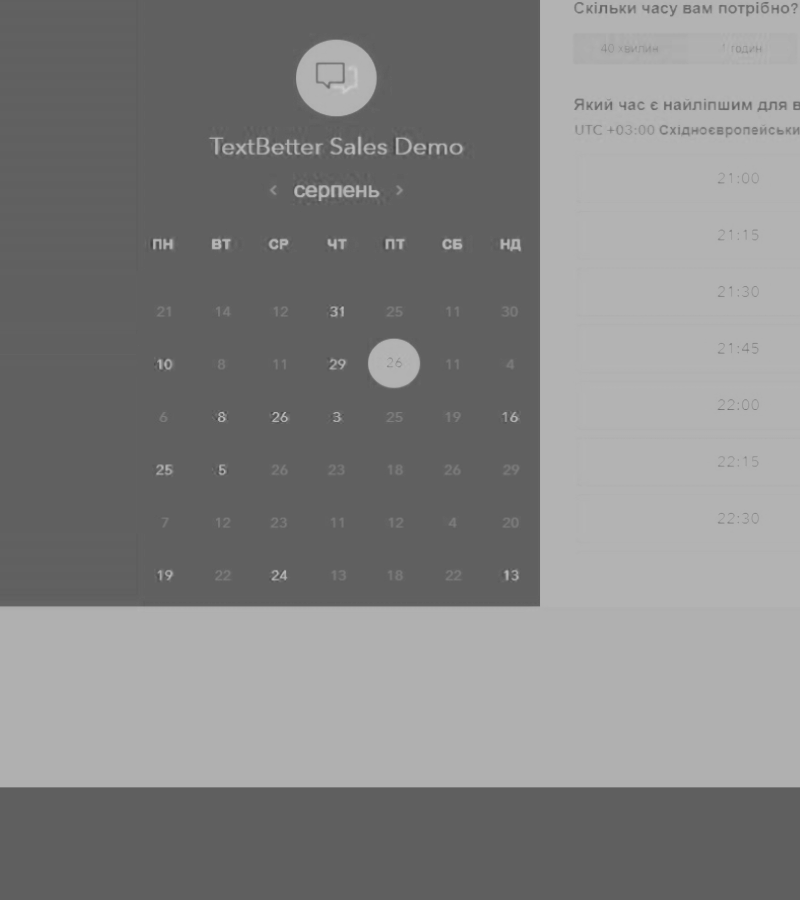 TextBetter Sales Demo
‹ серпень ›
ПН ВТ СР ЧТ ПТ СБ НД
21 14 12 31 25 11 30
10 8 11 29 26 11 4
6 8 26 3 25 19 16
25 5 26 23 18 26 29
7 12 23 11 12 4 20
19 22 24 13 18 22 13
Скільки часу вам потрібно?
40 хвилин 1 годин
Який час є найліпшим для в
UTC +03:00 Східноєвропейськи
21:00
21:15
21:30
21:45
22:00
22:15
22:30